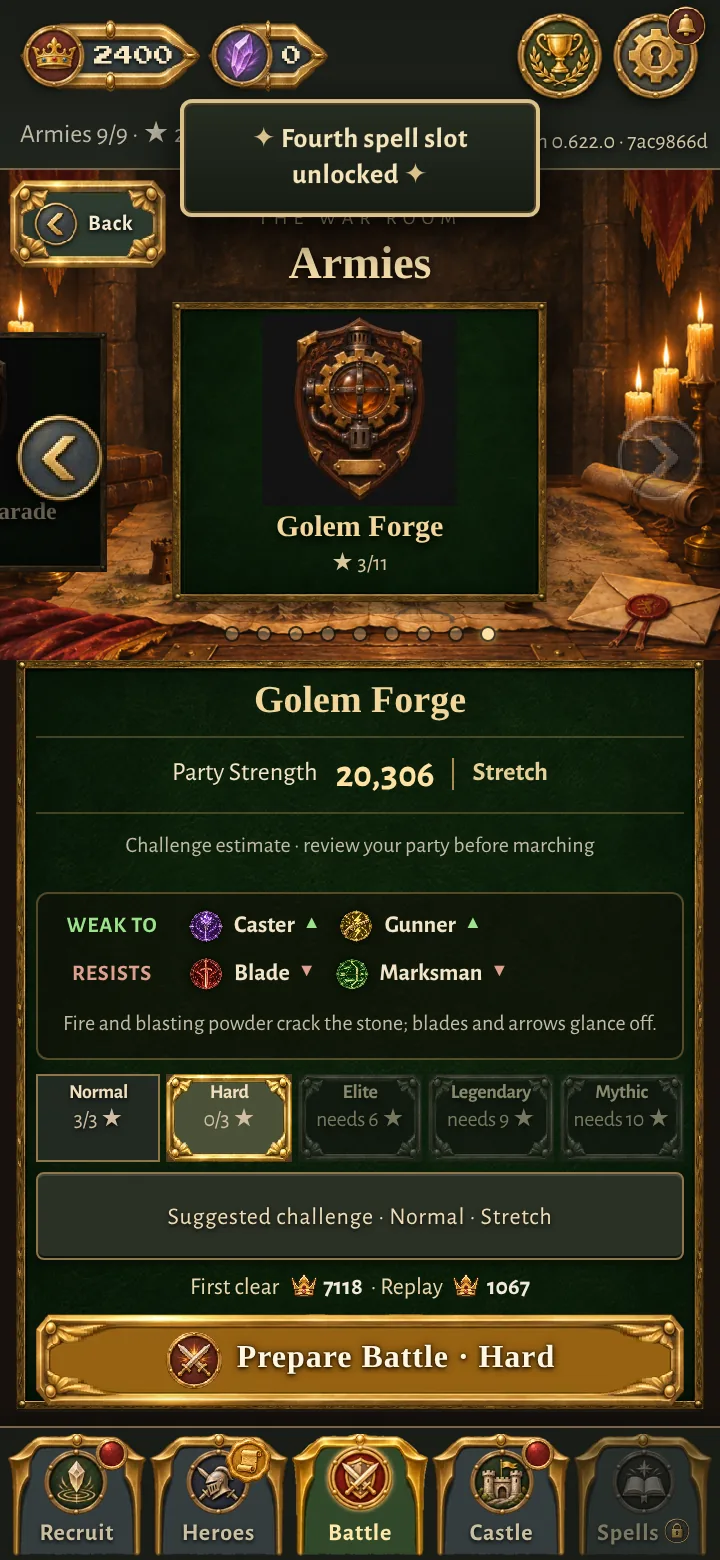 2400
0
Armies 9/9 · ★
✦ Fourth spell slot
unlocked ✦
0.622.0 · 7ac9866d
Back
THE WAR ROOM
Armies
Golem Forge
★ 3/11
Golem Forge
Party Strength 20,306 | Stretch
Challenge estimate · review your party before marching
WEAK TO Caster ▲ Gunner ▲
RESISTS Blade ▼ Marksman ▼
Fire and blasting powder crack the stone; blades and arrows glance off.
Normal Hard Elite Legendary Mythic
3/3 ★ 0/3 ★ needs 6 ★ needs 9 ★ needs 10 ★
Suggested challenge · Normal · Stretch
First clear 7118 · Replay 1067
Prepare Battle · Hard
Recruit Heroes Battle Castle Spells